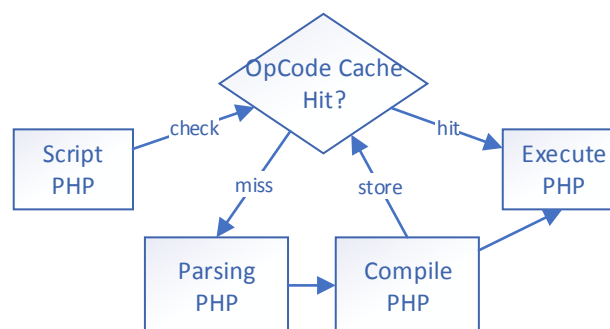 OpCode Cache
Hit?
check
hit
Script
PHP
Execute
PHP
miss
store
Parsing
PHP
Compile
PHP